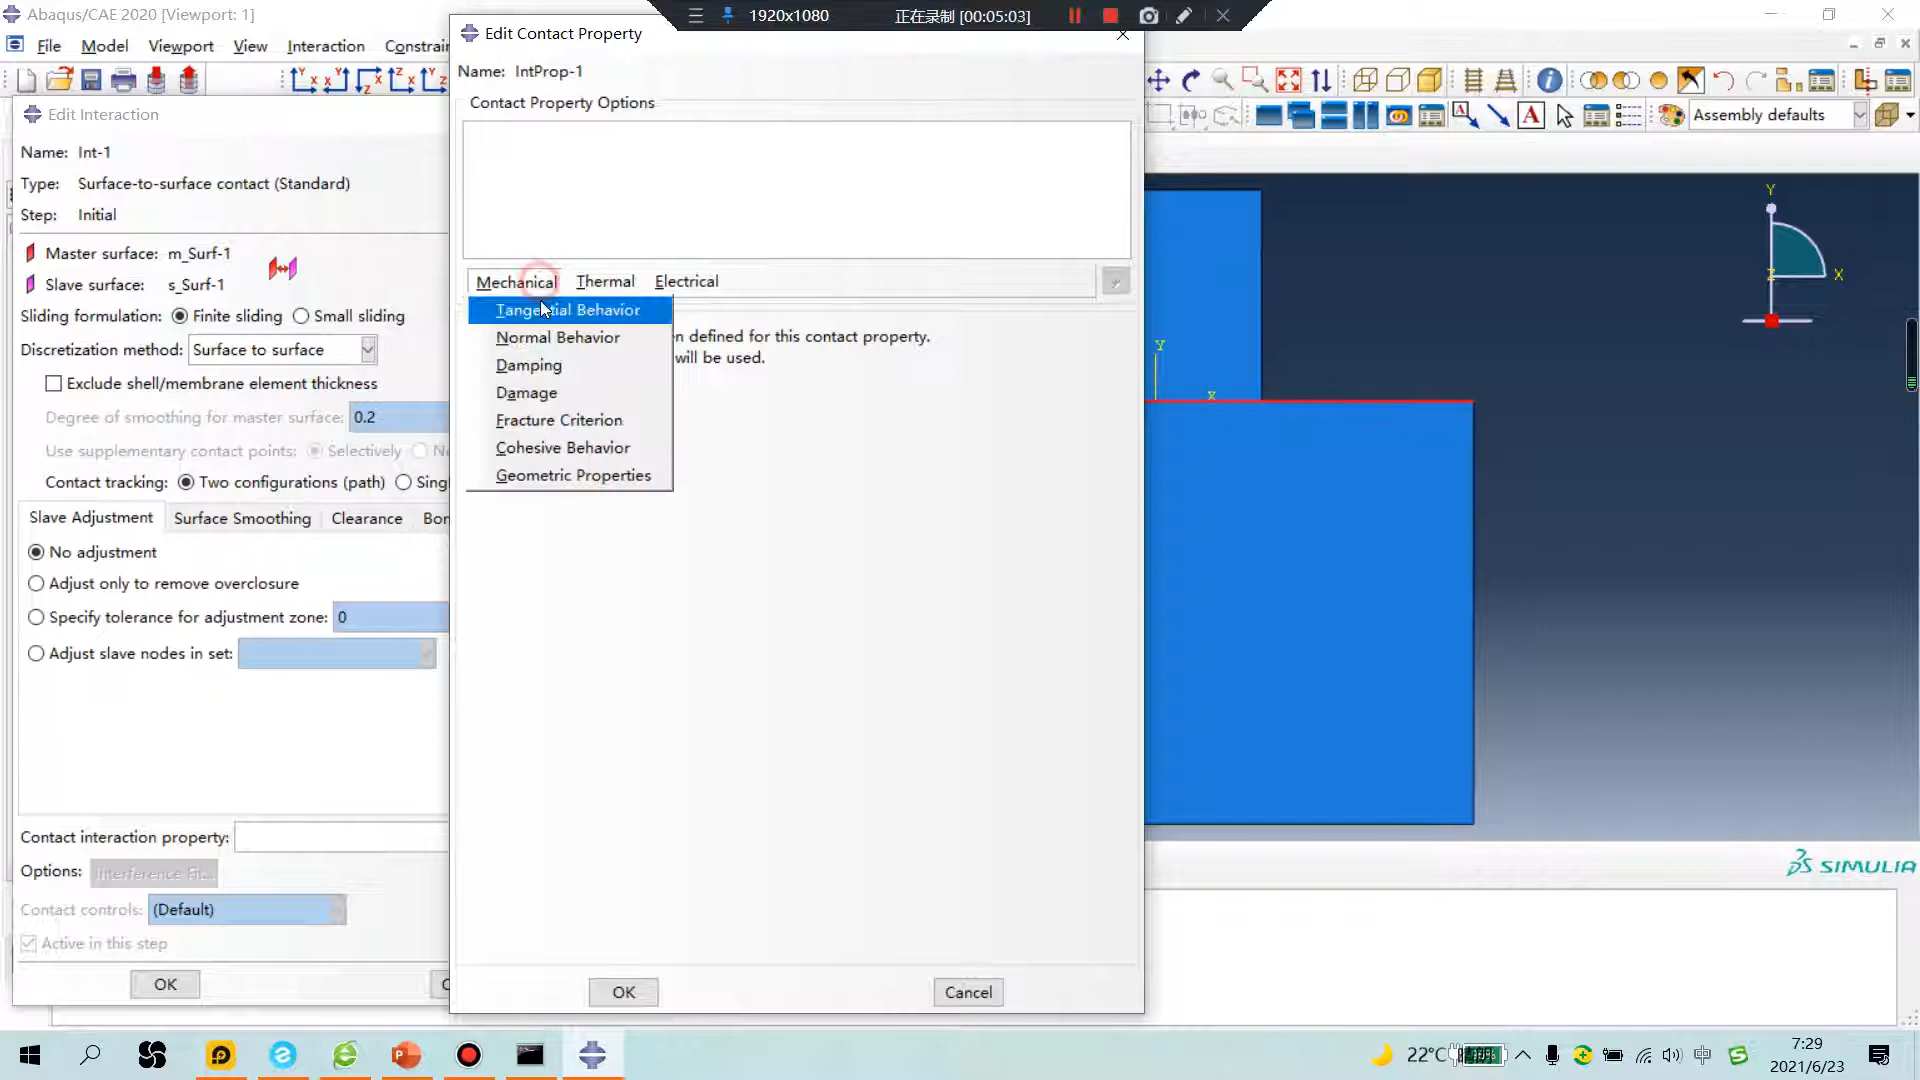 Abaqus/CAE 2020 [Viewport: 1]
1920x1080
正在录制 [00:05:03]
File Model Viewport View Interaction Constrai
Edit Contact Property
Name: IntProp-1
Contact Property Options
Mechanical Thermal Electrical
Tangential Behavior
Normal Behavior
Damping
Damage
Fracture Criterion
Cohesive Behavior
Geometric Properties
n defined for this contact property.
will be used.
OK
Cancel
Edit Interaction
Name: Int-1
Type: Surface-to-surface contact (Standard)
Step: Initial
Master surface: m_Surf-1
Slave surface: s_Surf-1
Sliding formulation: Finite sliding Small sliding
Discretization method: Surface to surface
Exclude shell/membrane element thickness
Degree of smoothing for master surface: 0.2
Use supplementary contact points: Selectively N
Contact tracking: Two configurations (path) Singl
Slave Adjustment Surface Smoothing Clearance Bon
No adjustment
Adjust only to remove overclosure
Specify tolerance for adjustment zone: 0
Adjust slave nodes in set:
Contact interaction property:
Options: Interference Fit...
Contact controls: (Default)
Active in this step
OK
C
Assembly defaults
Y
X
Z
Y
X
SIMULIA
22°C
中
7:29
2021/6/23